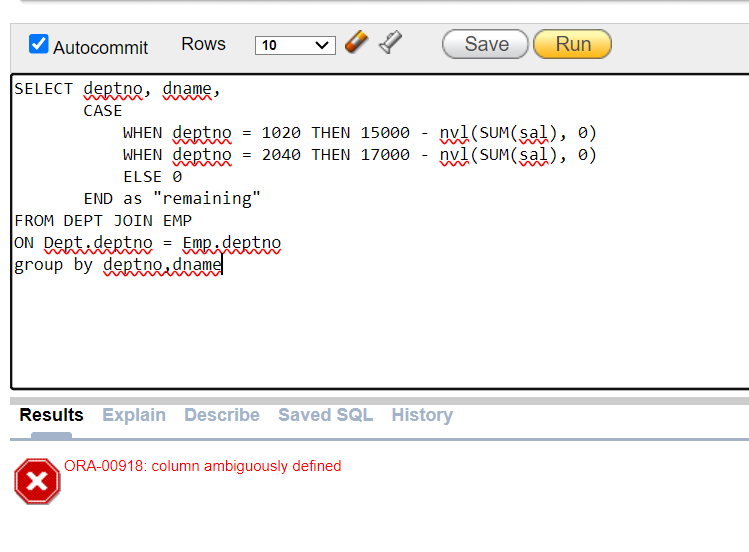 Autocommit Rows 10 Save Run
SELECT deptno, dname,
CASE
WHEN deptno = 1020 THEN 15000 - nvl(SUM(sal), 0)
WHEN deptno = 2040 THEN 17000 - nvl(SUM(sal), 0)
ELSE 0
END as "remaining"
FROM DEPT JOIN EMP
ON Dept.deptno = Emp.deptno
group by deptno,dname
Results Explain Describe Saved SQL History
ORA-00918: column ambiguously defined